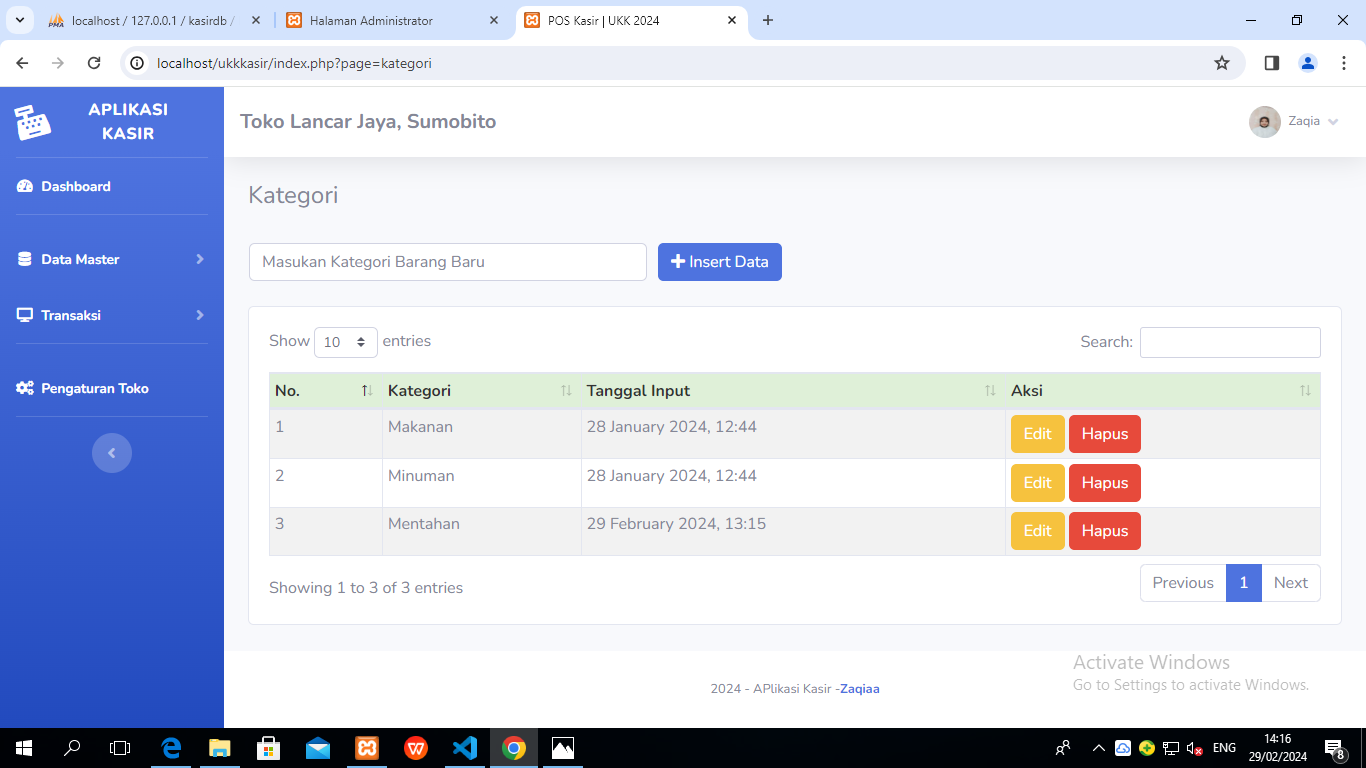 localhost / 127.0.0.1 / kasirdb /
Halaman Administrator
POS Kasir | UKK 2024
localhost/ukkkasir/index.php?page=kategori
APLIKASI
KASIR
Toko Lancar Jaya, Sumobito
Zaqia
Dashboard
Data Master
Transaksi
Pengaturan Toko
Kategori
Masukan Kategori Barang Baru
Insert Data
Show 10 entries
Search:
No. Kategori Tanggal Input Aksi
1 Makanan 28 January 2024, 12:44 Edit Hapus
2 Minuman 28 January 2024, 12:44 Edit Hapus
3 Mentahan 29 February 2024, 13:15 Edit Hapus
Showing 1 to 3 of 3 entries
Previous 1 Next
Activate Windows
Go to Settings to activate Windows.
2024 - APlikasi Kasir -Zaqiaa
ENG
14:16
29/02/2024
8